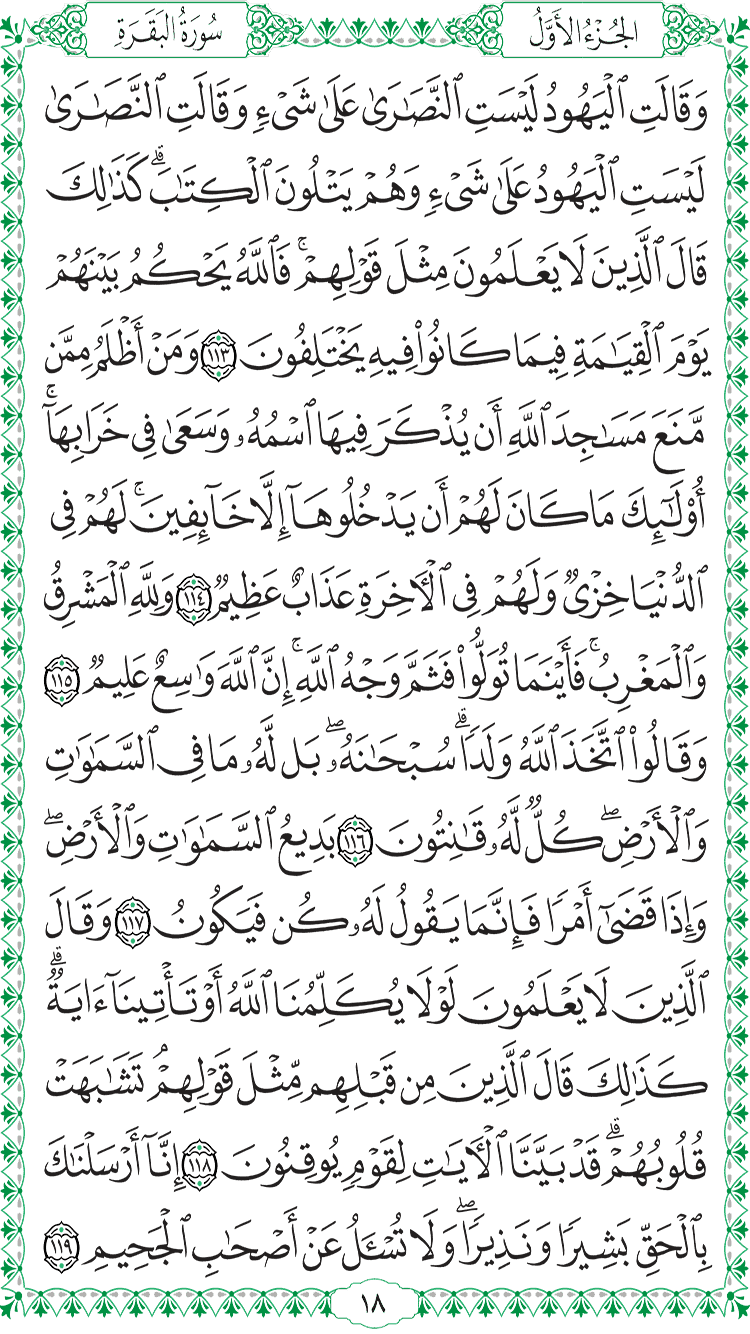 الجُزْءُ الأَوَّلُ
سُورَةُ البَقَرَةِ
وَقَالَتِ ٱلۡيَهُودُ لَيۡسَتِ ٱلنَّصَٰرَىٰ عَلَىٰ شَيۡءٖ وَقَالَتِ ٱلنَّصَٰرَىٰ
لَيۡسَتِ ٱلۡيَهُودُ عَلَىٰ شَيۡءٖ وَهُمۡ يَتۡلُونَ ٱلۡكِتَٰبَۗ كَذَٰلِكَ
قَالَ ٱلَّذِينَ لَا يَعۡلَمُونَ مِثۡلَ قَوۡلِهِمۡۚ فَٱللَّهُ يَحۡكُمُ بَيۡنَهُمۡ
يَوۡمَ ٱلۡقِيَٰمَةِ فِيمَا كَانُواْ فِيهِ يَخۡتَلِفُونَ ١١٣ وَمَنۡ أَظۡلَمُ مِمَّن
مَّنَعَ مَسَٰجِدَ ٱللَّهِ أَن يُذۡكَرَ فِيهَا ٱسۡمُهُۥ وَسَعَىٰ فِي خَرَابِهَآۚ
أُوْلَٰٓئِكَ مَا كَانَ لَهُمۡ أَن يَدۡخُلُوهَآ إِلَّا خَآئِفِينَۚ لَهُمۡ فِي
ٱلدُّنۡيَا خِزۡيٞ وَلَهُمۡ فِي ٱلۡأٓخِرَةِ عَذَابٌ عَظِيمٞ ١١٤ وَلِلَّهِ ٱلۡمَشۡرِقُ
وَٱلۡمَغۡرِبُۚ فَأَيۡنَمَا تُوَلُّواْ فَثَمَّ وَجۡهُ ٱللَّهِۚ إِنَّ ٱللَّهَ وَٰسِعٌ عَلِيمٞ ١١٥
وَقَالُواْ ٱتَّخَذَ ٱللَّهُ وَلَدٗاۗ سُبۡحَٰنَهُۥۖ بَل لَّهُۥ مَا فِي ٱلسَّمَٰوَٰتِ
وَٱلۡأَرۡضِۖ كُلّٞ لَّهُۥ قَٰنِتُونَ ١١٦ بَدِيعُ ٱلسَّمَٰوَٰتِ وَٱلۡأَرۡضِۖ
وَإِذَا قَضَىٰٓ أَمۡرٗا فَإِنَّمَا يَقُولُ لَهُۥ كُن فَيَكُونُ ١١٧ وَقَالَ
ٱلَّذِينَ لَا يَعۡلَمُونَ لَوۡلَا يُكَلِّمُنَا ٱللَّهُ أَوۡ تَأۡتِينَآ ءَايَةٞۗ
كَذَٰلِكَ قَالَ ٱلَّذِينَ مِن قَبۡلِهِم مِّثۡلَ قَوۡلِهِمۡۘ تَشَٰبَهَتۡ
قُلُوبُهُمۡۗ قَدۡ بَيَّنَّا ٱلۡأٓيَٰتِ لِقَوۡمٖ يُوقِنُونَ ١١٨ إِنَّآ أَرۡسَلۡنَٰكَ
بِٱلۡحَقِّ بَشِيرٗا وَنَذِيرٗاۖ وَلَا تُسۡـَٔلُ عَنۡ أَصۡحَٰبِ ٱلۡجَحِيمِ ١١٩
١٨